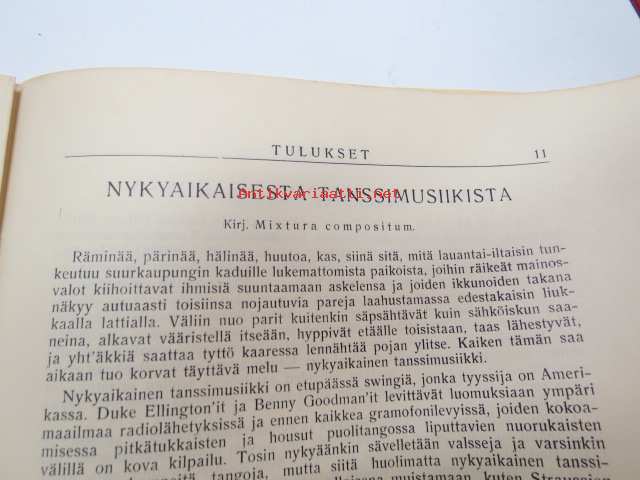 TULUKSET 11
NYKYAIKAISESTA TANSSIMUSIIKISTA
Antikvariaatti.net
Kirj. Mixtura compositum.
Räminää, pärinää, hälinää, huutoa, kas, siinä sitä, mitä lauantai-iltaisin tun-
keutuu suurkaupungin kaduille lukemattomista paikoista, joihin räikeät mainos-
valot kiihoittavat ihmisiä suuntaamaan askelensa ja joiden ikkunoiden takana
näkyy autuaasti toisiinsa nojautuvia pareja laahustamassa edestakaisin liuk-
kaalla lattialla. Väliin nuo parit kuitenkin säpsähtävät kuin sähköiskun saa-
neina, alkavat vääristellä itseään, hyppivät etäälle toisistaan, taas lähestyvät,
ja yht'äkkiä saattaa tyttö kaaressa lennähtää pojan ylitse. Kaiken tämän saa
aikaan tuo korvat täyttävä melu — nykyaikainen tanssimusiikki.
Nykyaikainen tanssimusiikki on etupäässä swingiä, jonka tyyssija on Ameri-
kassa. Duke Ellington'it ja Benny Goodman'it levittävät luomuksiaan ympäri
maailmaa radiolähetyksissä ja ennen kaikkea gramofonilevyissä, joiden kokoa-
misessa pitkätukkaisten ja housut puolitangossa liputtavien nuorukaisten
välillä on kova kilpailu. Tosin nykyäänkin sävelletään valsseja ja varsinkin
tangoja, mutta siitä huolimatta nykyaikainen tanssi-
muistamaan, kuten Straussien